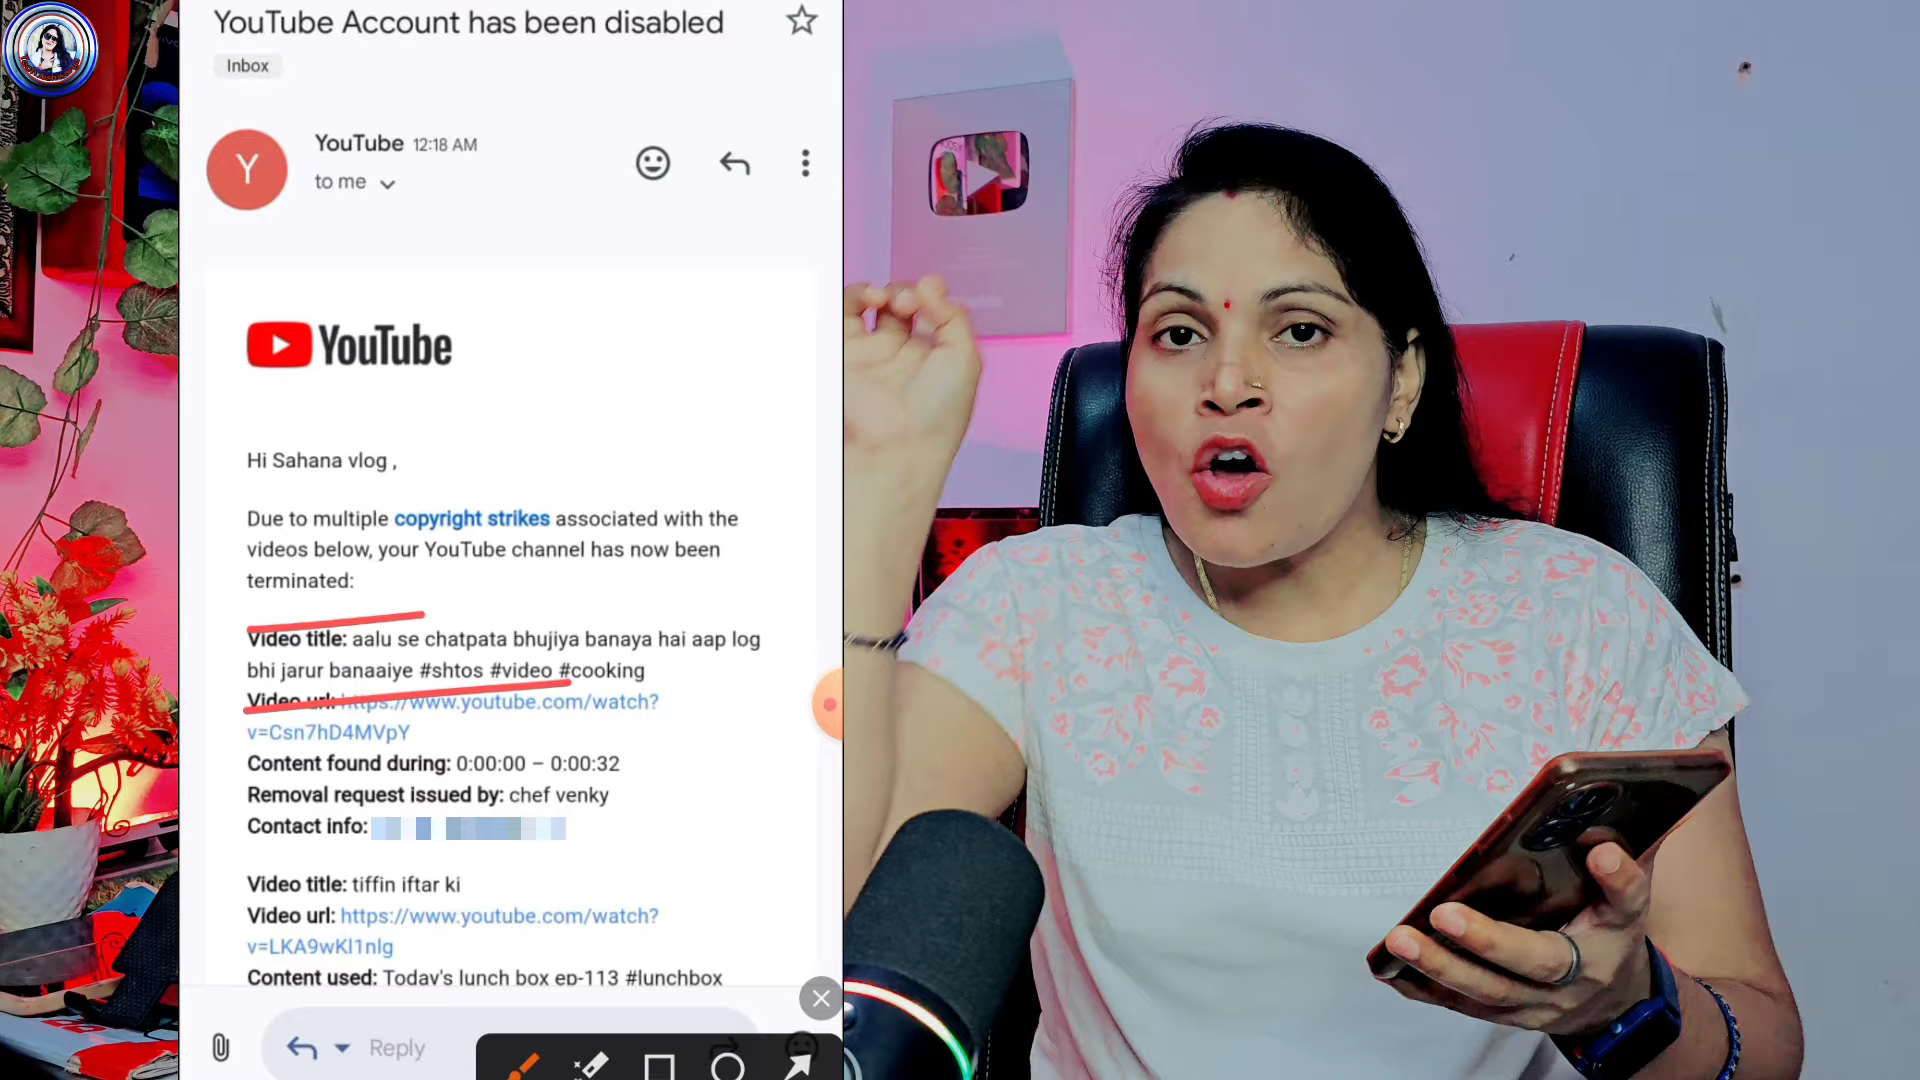 YouTube Account has been disabled
Inbox
Y
YouTube 12:18 AM
to me
YouTube
Hi Sahana vlog ,
Due to multiple copyright strikes associated with the
videos below, your YouTube channel has now been
terminated:
Video title: aalu se chatpata bhujiya banaya hai aap log
bhi jarur banaaiye #shtos #video #cooking
Video url: https://www.youtube.com/watch?
v=Csn7hD4MVpY
Content found during: 0:00:00 – 0:00:32
Removal request issued by: chef venky
Contact info:
Video title: tiffin iftar ki
Video url: https://www.youtube.com/watch?
v=LKA9wKl1nlg
Content used: Today's lunch box ep-113 #lunchbox
Reply